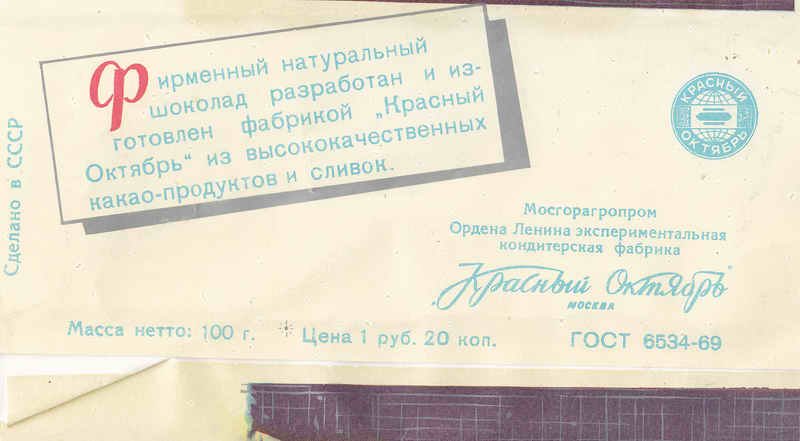 Фирменный натуральный
шоколад разработан и из-
готовлен фабрикой „Красный
Октябрь“ из высококачественных
какао-продуктов и сливок.
Сделано в СССР
КРАСНЫЙ
ОКТЯБРЬ
Мосгорагропром
Ордена Ленина экспериментальная
кондитерская фабрика
„Красный Октябрь“
МОСКВА
Масса нетто: 100 г. Цена 1 руб. 20 коп. ГОСТ 6534-69